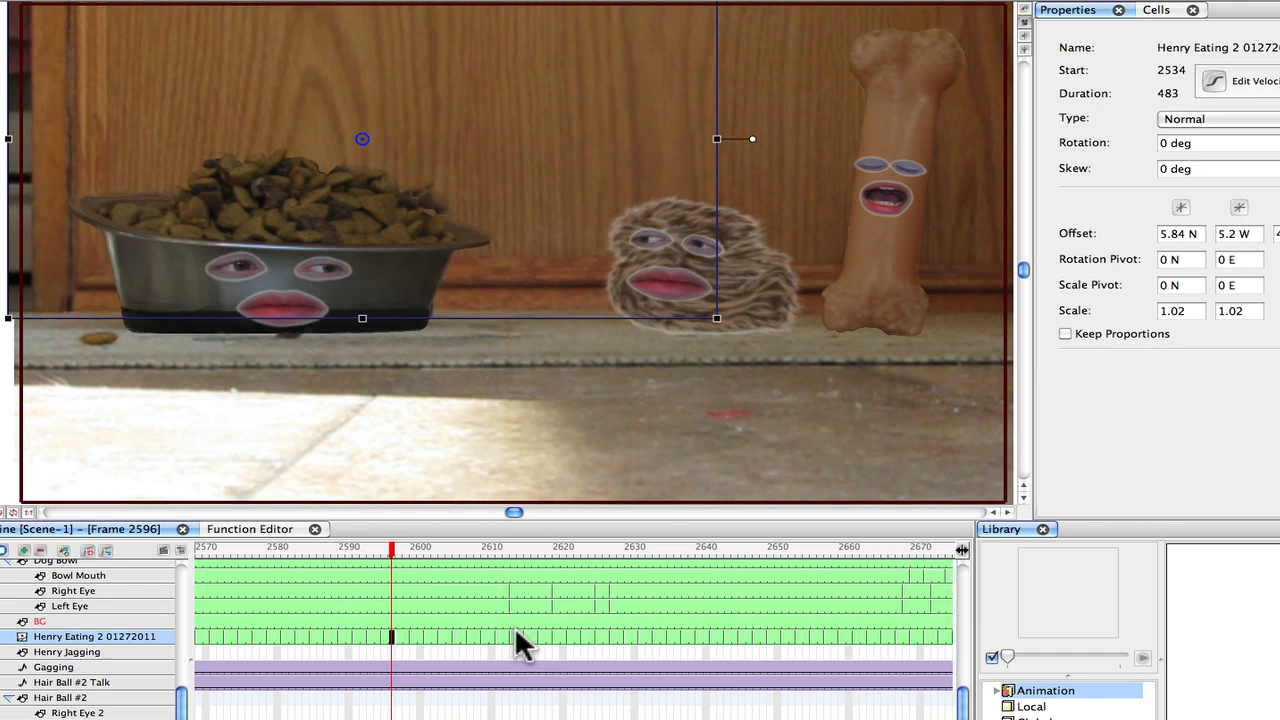 Properties Cells
Name: Henry Eating 2 0127
Start: 2534
Edit Veloci
Duration: 483
Type: Normal
Rotation: 0 deg
Skew: 0 deg
Offset: 5.84 N 5.2 W
Rotation Pivot: 0 N 0 E
Scale Pivot: 0 N 0 E
Scale: 1.02 1.02
Keep Proportions
ine [Scene-1] - [Frame 2596] Function Editor Library
2570 2580 2590 2600 2610 2620 2630 2640 2650 2660 2670
Dog Bowl
Bowl Mouth
Right Eye
Left Eye
BG
Henry Eating 2 01272011
Henry Jagging
Gagging
Hair Ball #2 Talk
Hair Ball #2
Right Eye 2
Animation
Local